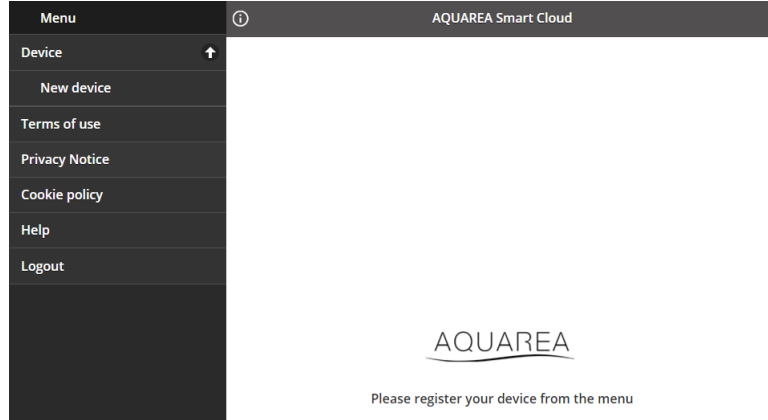 Menu
AQUAREA Smart Cloud
Device
New device
Terms of use
Privacy Notice
Cookie policy
Help
Logout
AQUAREA
Please register your device from the menu